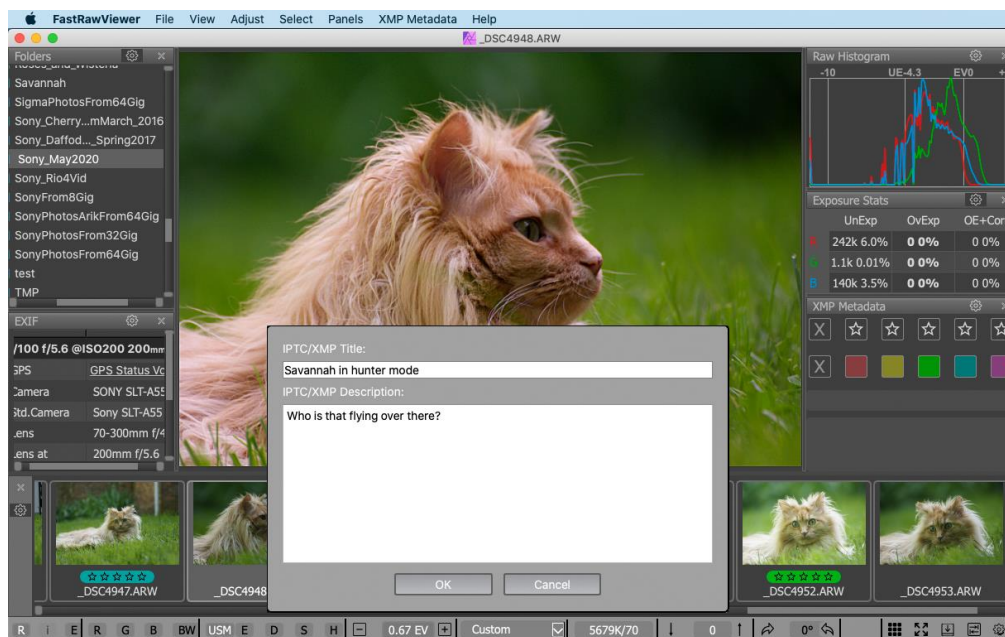 FastRawViewer File View Adjust Select Panels XMP Metadata Help
_DSC4948.ARW
Folders
Savannah
SigmaPhotosFrom64Gig
Sony_Cherry...mMarch_2016
Sony_Daffod..._Spring2017
Sony_May2020
Sony_Rio4Vid
SonyFrom8Gig
SonyPhotosArikFrom64Gig
SonyPhotosFrom32Gig
SonyPhotosFrom64Gig
test
TMP
EXIF
/100 f/5.6 @ISO200 200mm
GPS GPS Status Vo
Camera SONY SLT-A55
Std.Camera Sony SLT-A55
Lens 70-300mm f/4
Lens at 200mm f/5.6
Raw Histogram
-10 UE-4.3 EV0 +
Exposure Stats
UnExp OvExp OE+Cor
R 242k 6.0% 0 0% 0 0%
G 1.1k 0.01% 0 0% 0 0%
B 140k 3.5% 0 0% 0 0%
XMP Metadata
X
X
IPTC/XMP Title:
Savannah in hunter mode
IPTC/XMP Description:
Who is that flying over there?
OK Cancel
_DSC4947.ARW
_DSC4948
_DSC4952.ARW
_DSC4953.ARW
R i E R G B BW USM E D S H 0.67 EV Custom 5679K/70 0 0°